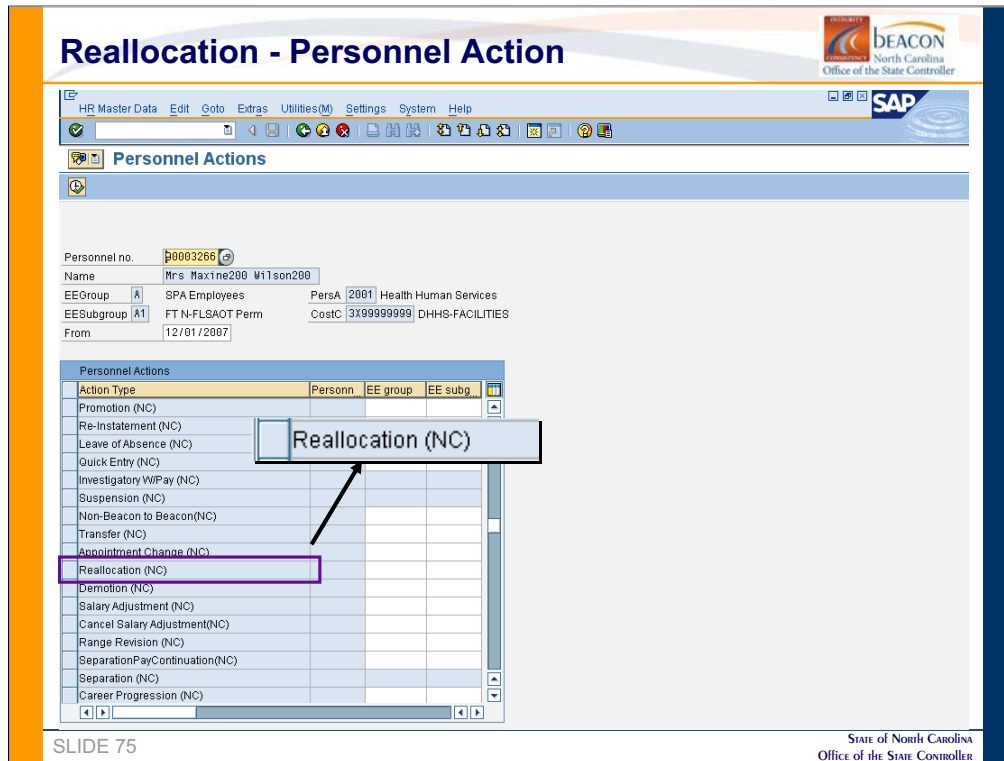 Reallocation - Personnel Action
INTEGRITY
CONSISTENCY
BEACON
North Carolina
Office of the State Controller
HR Master Data Edit Goto Extras Utilities(M) Settings System Help
SAP
Personnel Actions
Personnel no. 00003266
Name Mrs Maxine200 Wilson200
EEGroup A SPA Employees PersA 2001 Health Human Services
EESubgroup A1 FT N-FLSAOT Perm CostC 3X99999999 DHHS-FACILITIES
From 12/01/2007
Personnel Actions
Action Type Personn... EE group EE subg...
Promotion (NC)
Re-Instatement (NC)
Leave of Absence (NC)
Reallocation (NC)
Quick Entry (NC)
Investigatory W/Pay (NC)
Suspension (NC)
Non-Beacon to Beacon(NC)
Transfer (NC)
Appointment Change (NC)
Reallocation (NC)
Demotion (NC)
Salary Adjustment (NC)
Cancel Salary Adjustment(NC)
Range Revision (NC)
SeparationPayContinuation(NC)
Separation (NC)
Career Progression (NC)
SLIDE 75
State of North Carolina
Office of the State Controller